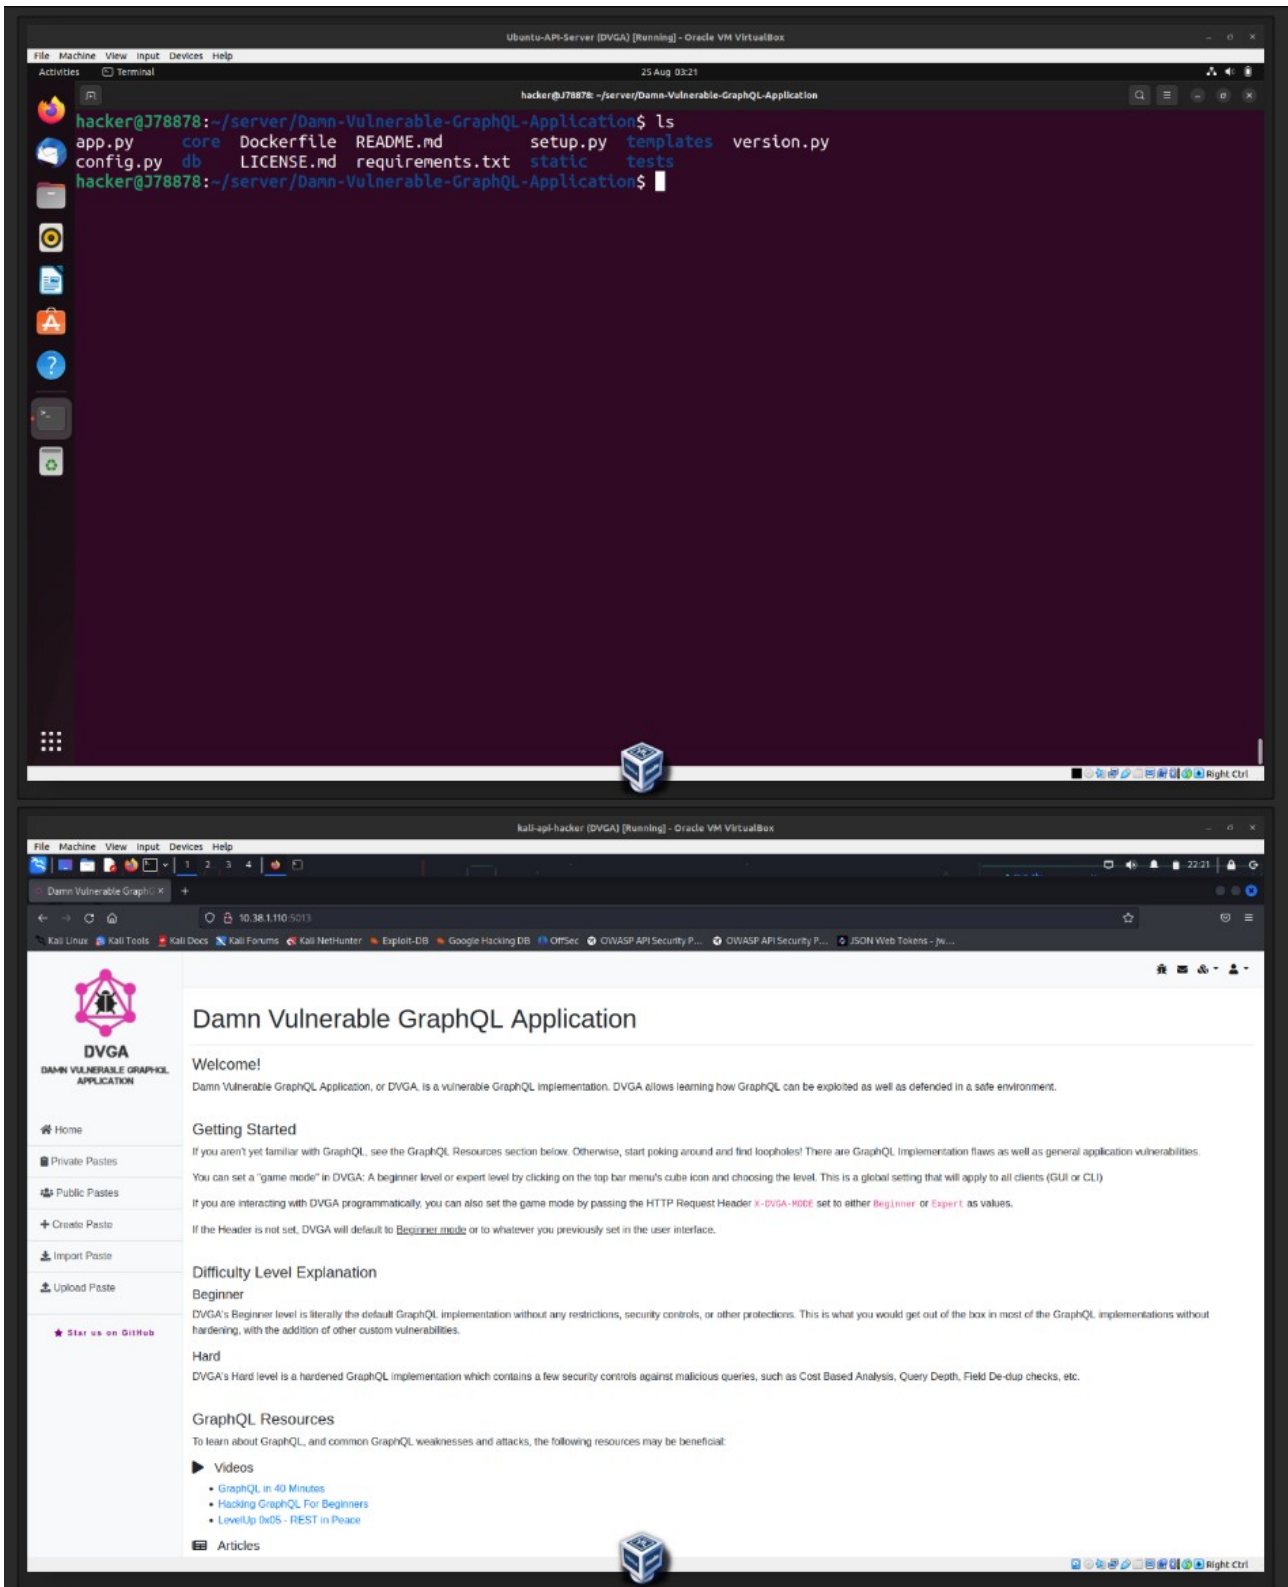 Ubuntu-API-Server (DVGA) [Running] - Oracle VM VirtualBox
File Machine View Input Devices Help
Activities Terminal 25 Aug 03:21
hacker@J78878: ~/server/Damn-Vulnerable-GraphQL-Application
hacker@J78878:~/server/Damn-Vulnerable-GraphQL-Application$ ls
app.py core Dockerfile README.md setup.py templates version.py
config.py db LICENSE.md requirements.txt static tests
hacker@J78878:~/server/Damn-Vulnerable-GraphQL-Application$
Right Ctrl
kali-api-hacker (DVGA) [Running] - Oracle VM VirtualBox
File Machine View Input Devices Help
1 2 3 4 22:21
Damn Vulnerable GraphQ
10.38.1.110:5013
Kali Linux Kali Tools Kali Docs Kali Forums Kali NetHunter Exploit-DB Google Hacking DB OffSec OWASP API Security P... OWASP API Security P... JSON Web Tokens - jw...
DVGA
DAMN VULNERABLE GRAPHQL
APPLICATION
Home
Private Pastes
Public Pastes
Create Paste
Import Paste
Upload Paste
Star us on GitHub
Damn Vulnerable GraphQL Application
Welcome!
Damn Vulnerable GraphQL Application, or DVGA, is a vulnerable GraphQL implementation. DVGA allows learning how GraphQL can be exploited as well as defended in a safe environment.
Getting Started
If you aren't yet familiar with GraphQL, see the GraphQL Resources section below. Otherwise, start poking around and find loopholes! There are GraphQL Implementation flaws as well as general application vulnerabilities.
You can set a "game mode" in DVGA: A beginner level or expert level by clicking on the top bar menu's cube icon and choosing the level. This is a global setting that will apply to all clients (GUI or CLI)
If you are interacting with DVGA programmatically, you can also set the game mode by passing the HTTP Request Header X-DVGA-MODE set to either Beginner or Expert as values.
If the Header is not set, DVGA will default to Beginner mode or to whatever you previously set in the user interface.
Difficulty Level Explanation
Beginner
DVGA's Beginner level is literally the default GraphQL implementation without any restrictions, security controls, or other protections. This is what you would get out of the box in most of the GraphQL implementations without
hardening, with the addition of other custom vulnerabilities.
Hard
DVGA's Hard level is a hardened GraphQL implementation which contains a few security controls against malicious queries, such as Cost Based Analysis, Query Depth, Field De-dup checks, etc.
GraphQL Resources
To learn about GraphQL, and common GraphQL weaknesses and attacks, the following resources may be beneficial:
Videos
GraphQL in 40 Minutes
Hacking GraphQL For Beginners
LevelUp 0x05 - REST in Peace
Articles
Right Ctrl